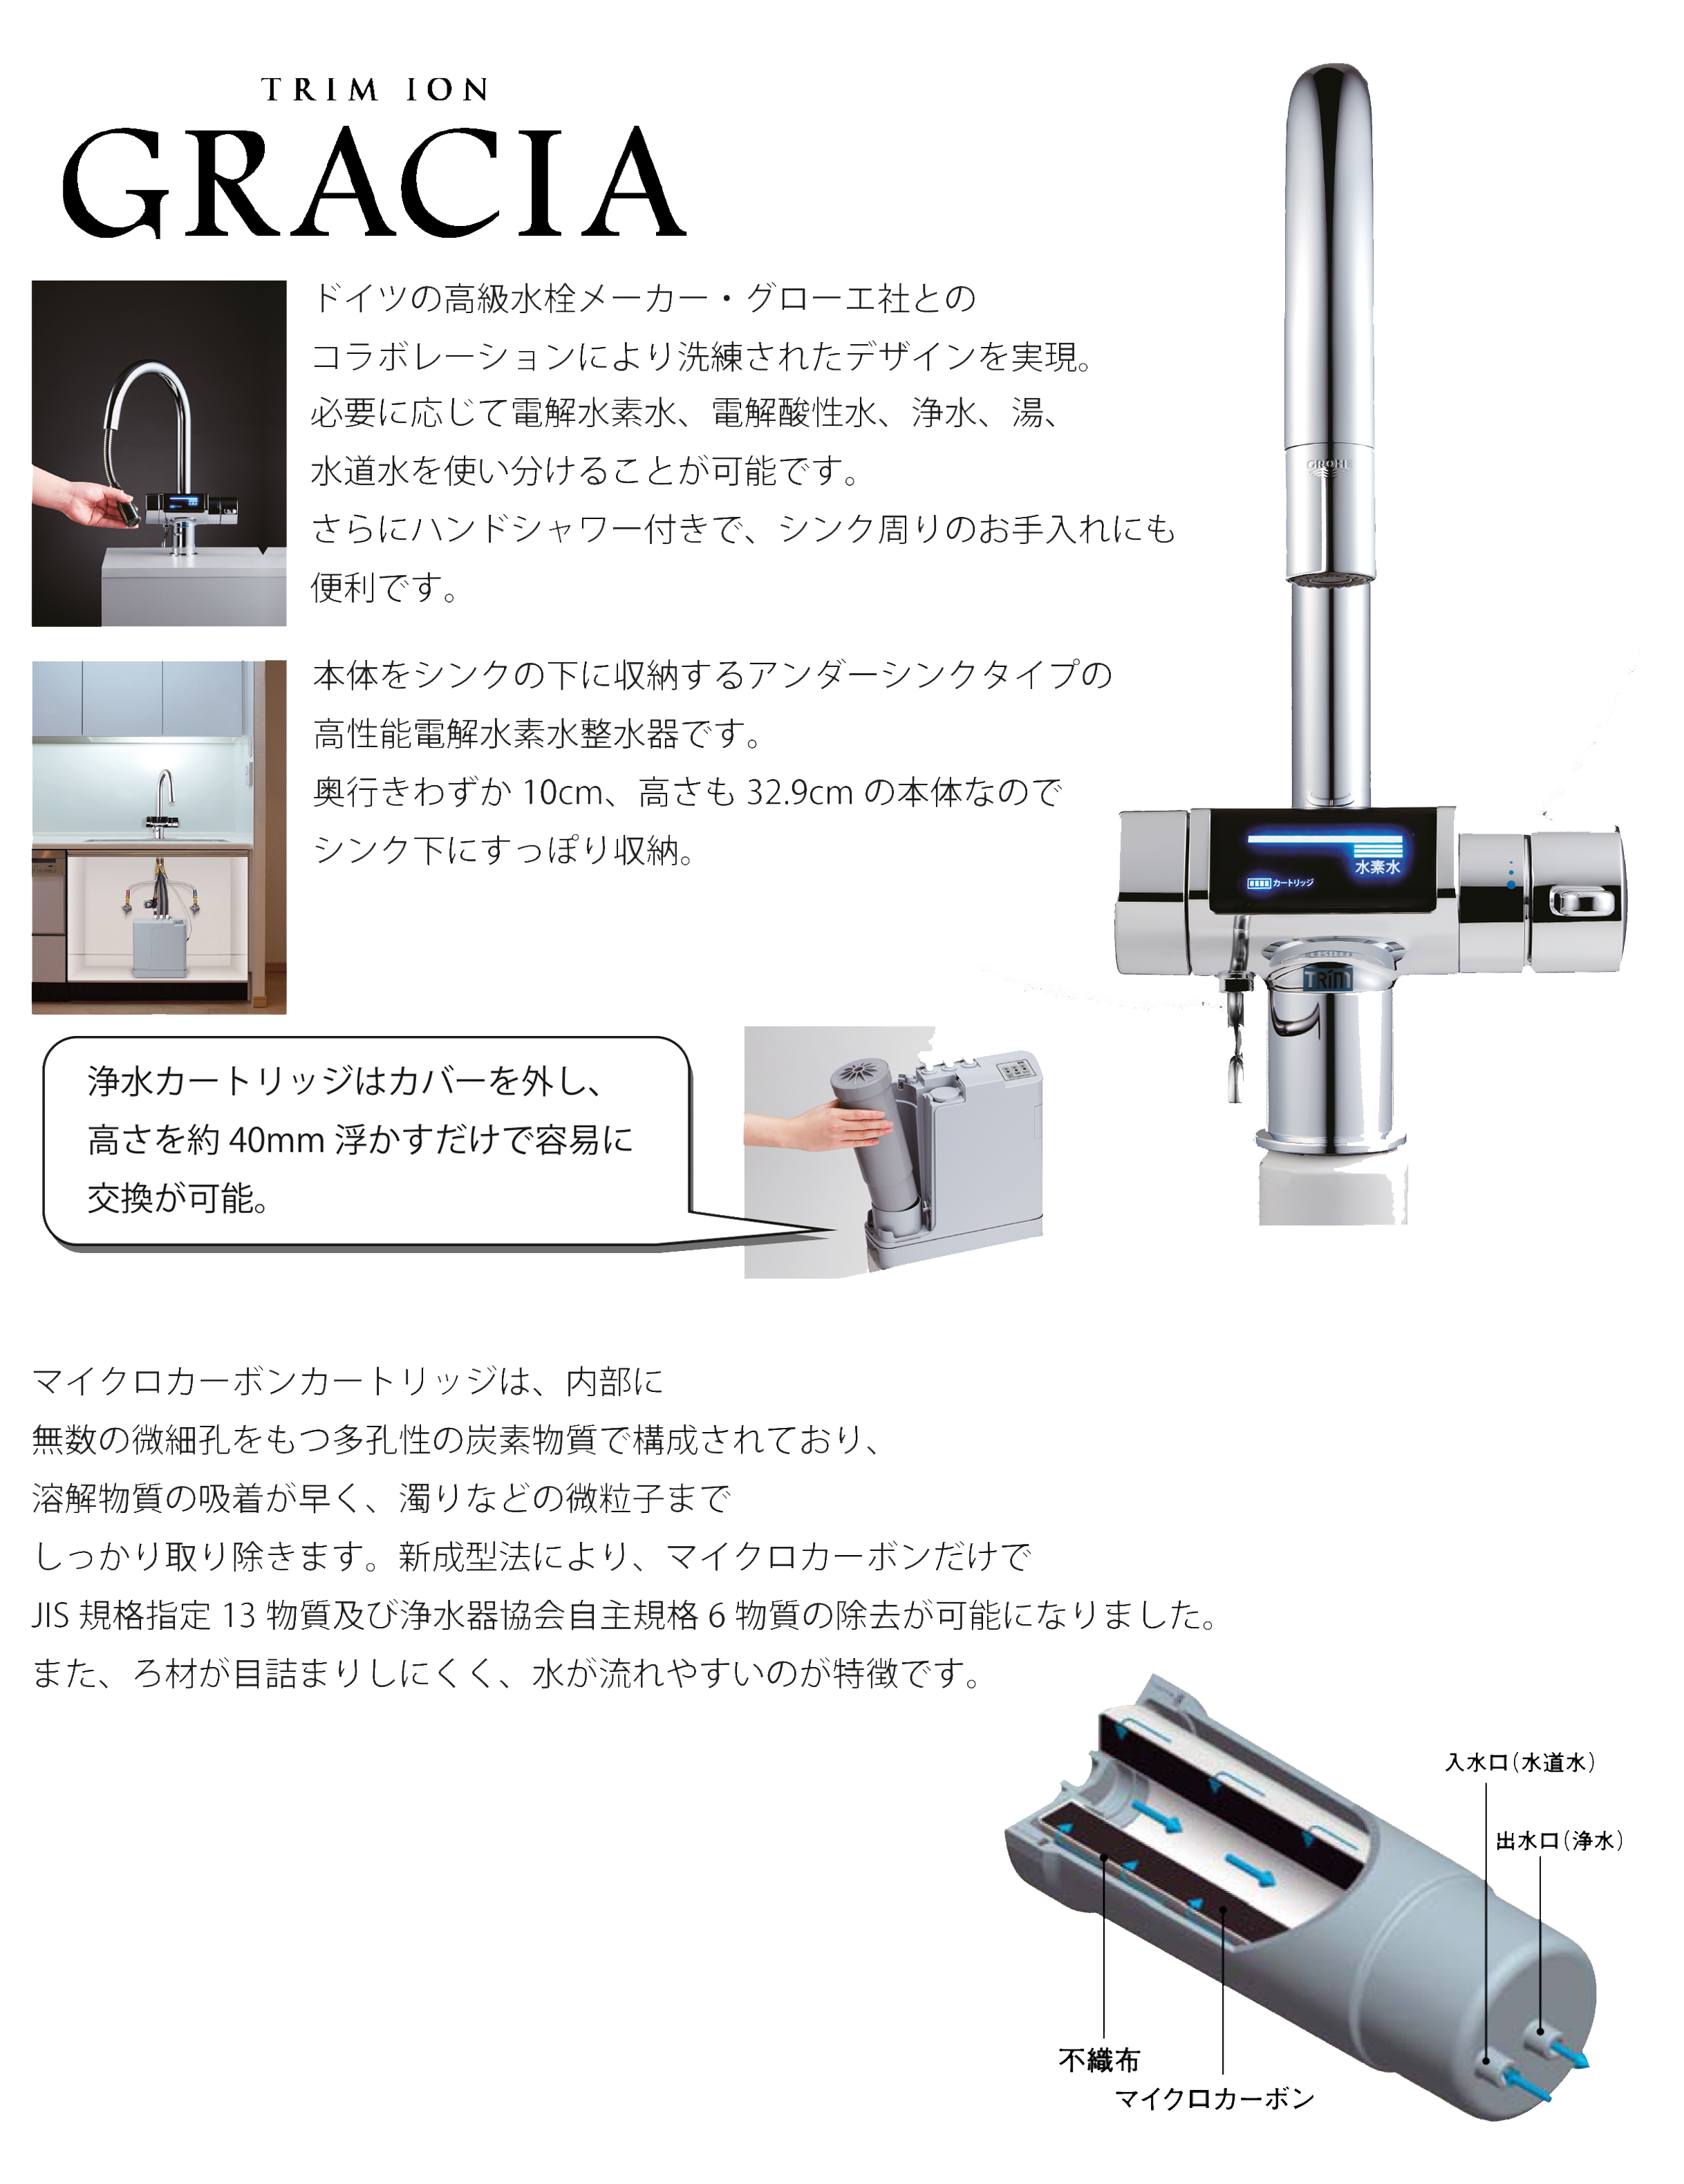 TRIM ION
GRACIA
ドイツの高級水栓メーカー・グローエ社との
コラボレーションにより洗練されたデザインを実現。
必要に応じて電解水素水、電解酸性水、浄水、湯、
水道水を使い分けることが可能です。
さらにハンドシャワー付きで、シンク周りのお手入れにも
便利です。
本体をシンクの下に収納するアンダーシンクタイプの
高性能電解水素水整水器です。
奥行きわずか 10cm、高さも 32.9cm の本体なので
シンク下にすっぽり収納。
GROHE
水素水
カートリッジ
TRIM
浄水カートリッジはカバーを外し、
高さを約 40mm 浮かすだけで容易に
交換が可能。
マイクロカーボンカートリッジは、内部に
無数の微細孔をもつ多孔性の炭素物質で構成されており、
溶解物質の吸着が早く、濁りなどの微粒子まで
しっかり取り除きます。新成型法により、マイクロカーボンだけで
JIS 規格指定 13 物質及び浄水器協会自主規格 6 物質の除去が可能になりました。
また、ろ材が目詰まりしにくく、水が流れやすいのが特徴です。
入水口(水道水)
出水口(浄水)
不織布
マイクロカーボン